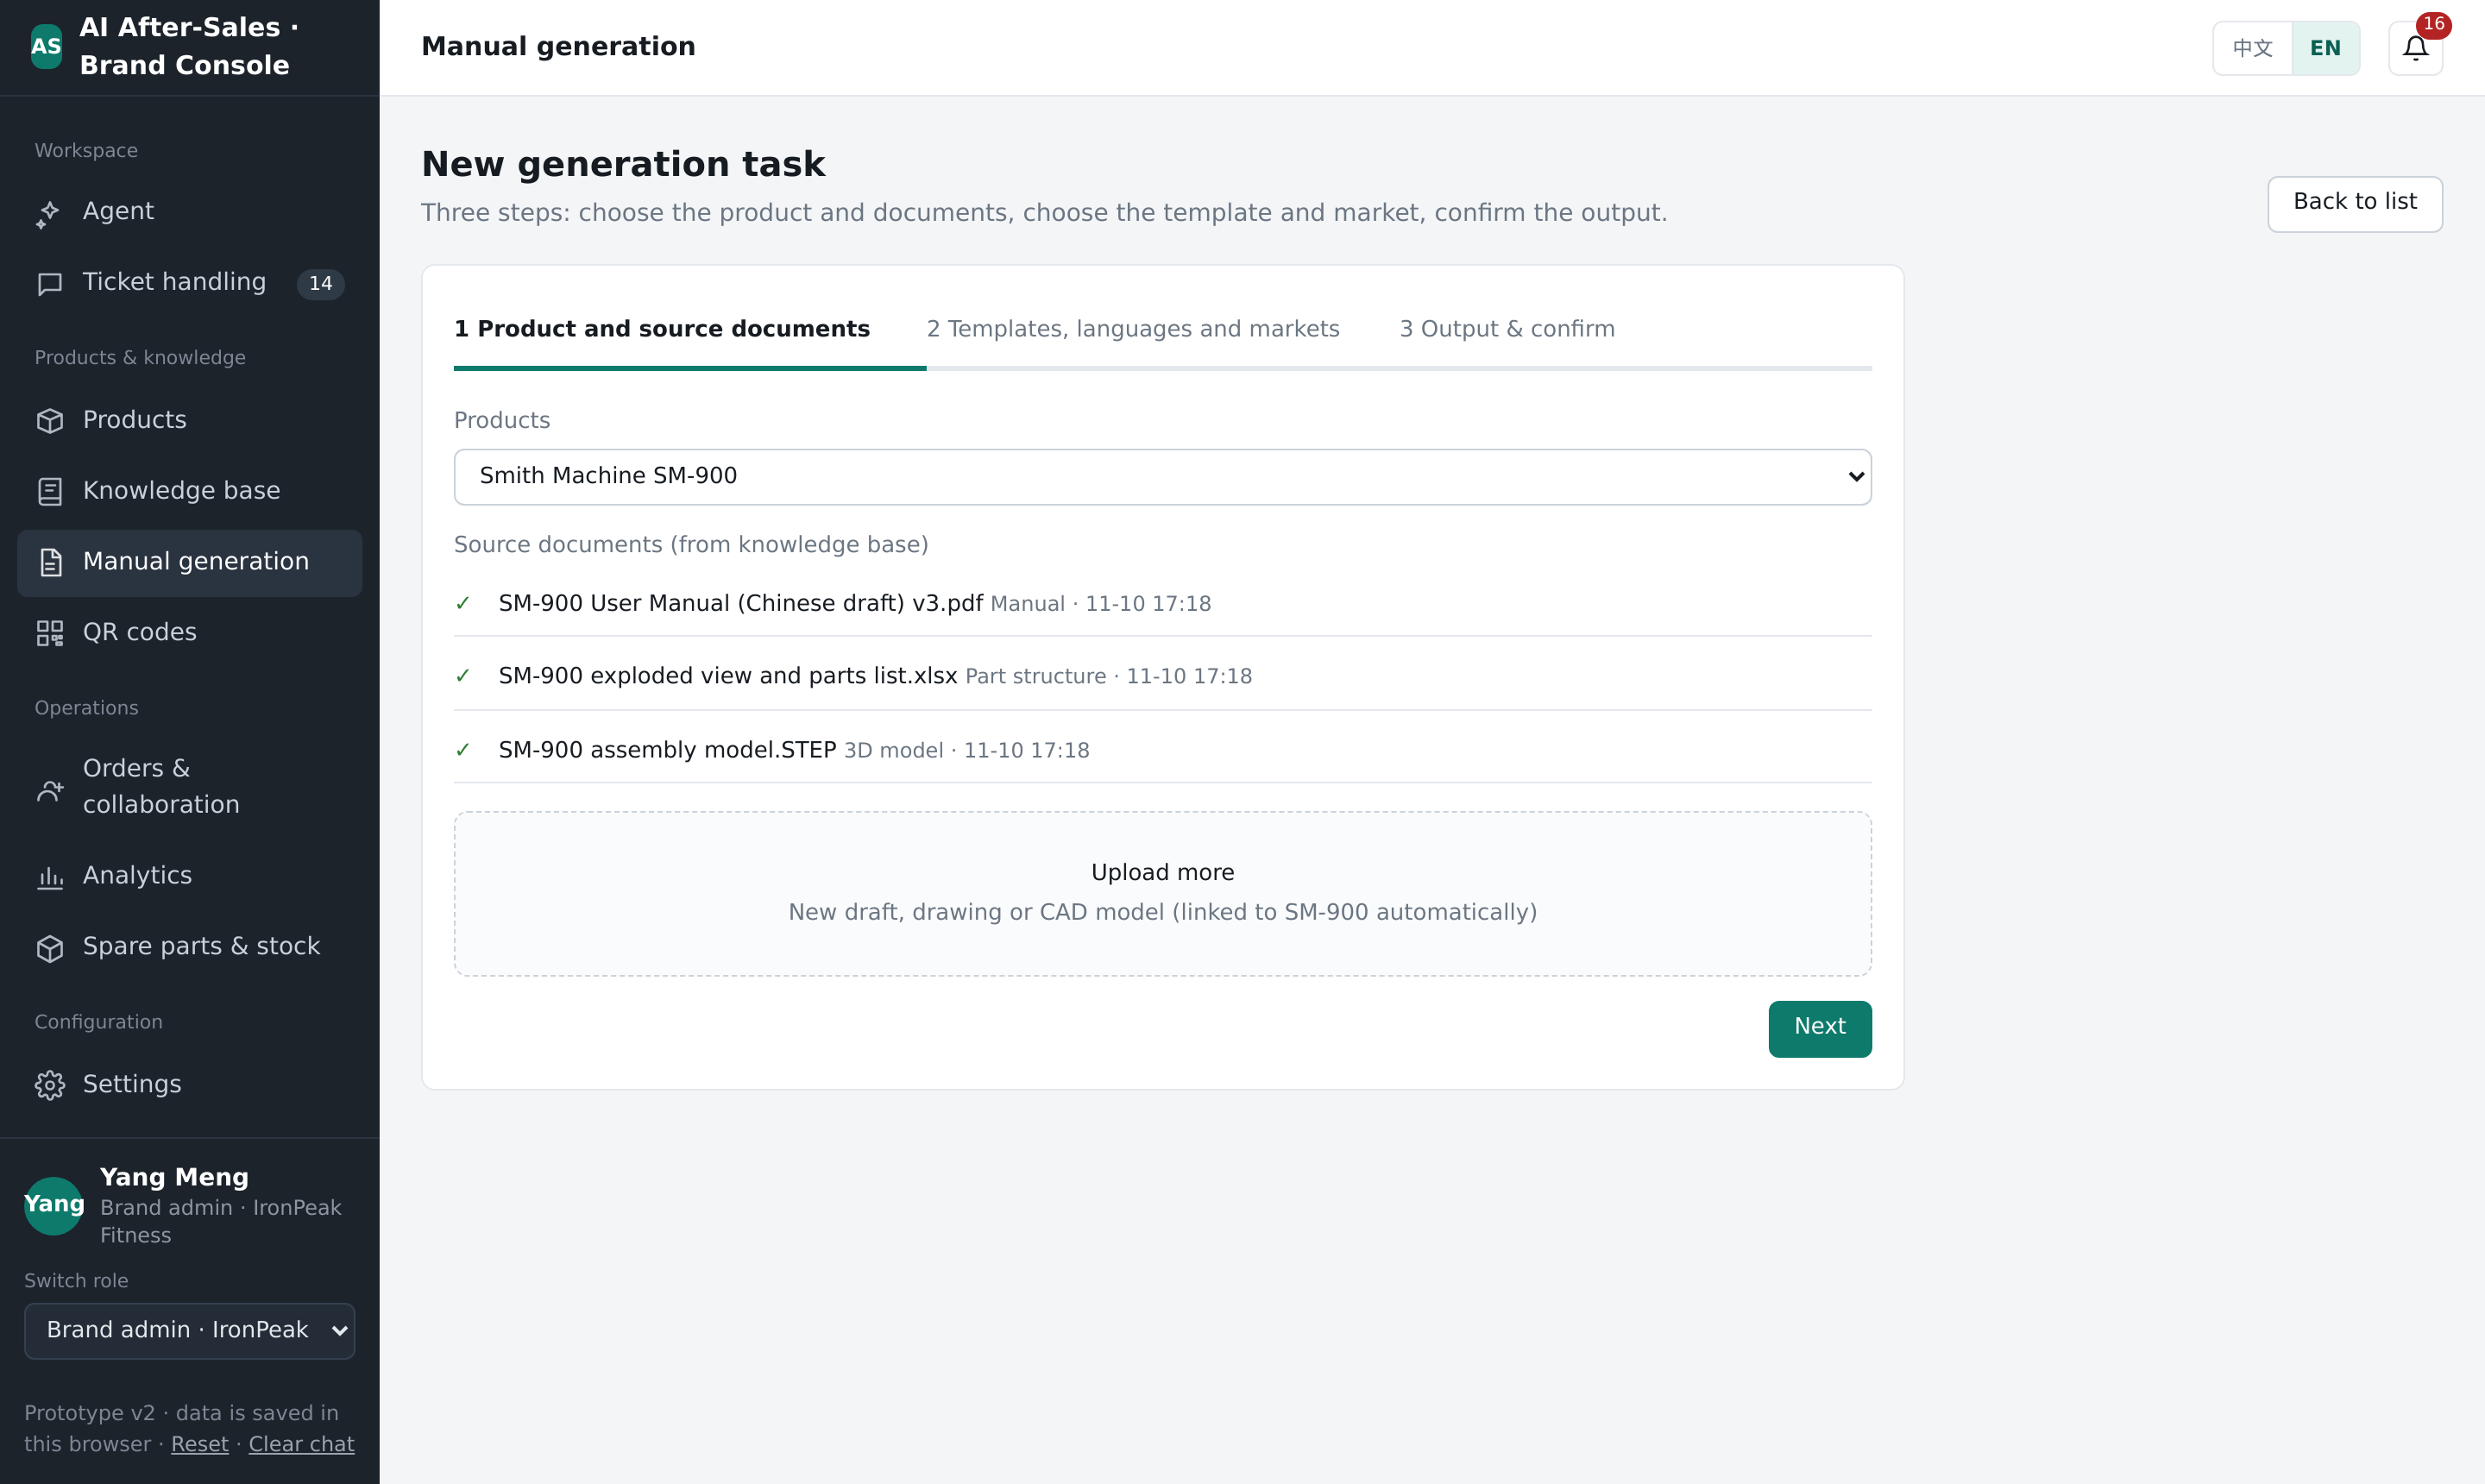 AS
AI After-Sales ·
Brand Console
Workspace
Agent
Ticket handling 14
Products & knowledge
Products
Knowledge base
Manual generation
QR codes
Operations
Orders &
collaboration
Analytics
Spare parts & stock
Configuration
Settings
Yang
Yang Meng
Brand admin · IronPeak
Fitness
Switch role
Brand admin · IronPeak
Prototype v2 · data is saved in
this browser · Reset · Clear chat
Manual generation
中文 EN
16
New generation task
Three steps: choose the product and documents, choose the template and market, confirm the output.
Back to list
1 Product and source documents 2 Templates, languages and markets 3 Output & confirm
Products
Smith Machine SM-900
Source documents (from knowledge base)
✓ SM-900 User Manual (Chinese draft) v3.pdf Manual · 11-10 17:18
✓ SM-900 exploded view and parts list.xlsx Part structure · 11-10 17:18
✓ SM-900 assembly model.STEP 3D model · 11-10 17:18
Upload more
New draft, drawing or CAD model (linked to SM-900 automatically)
Next